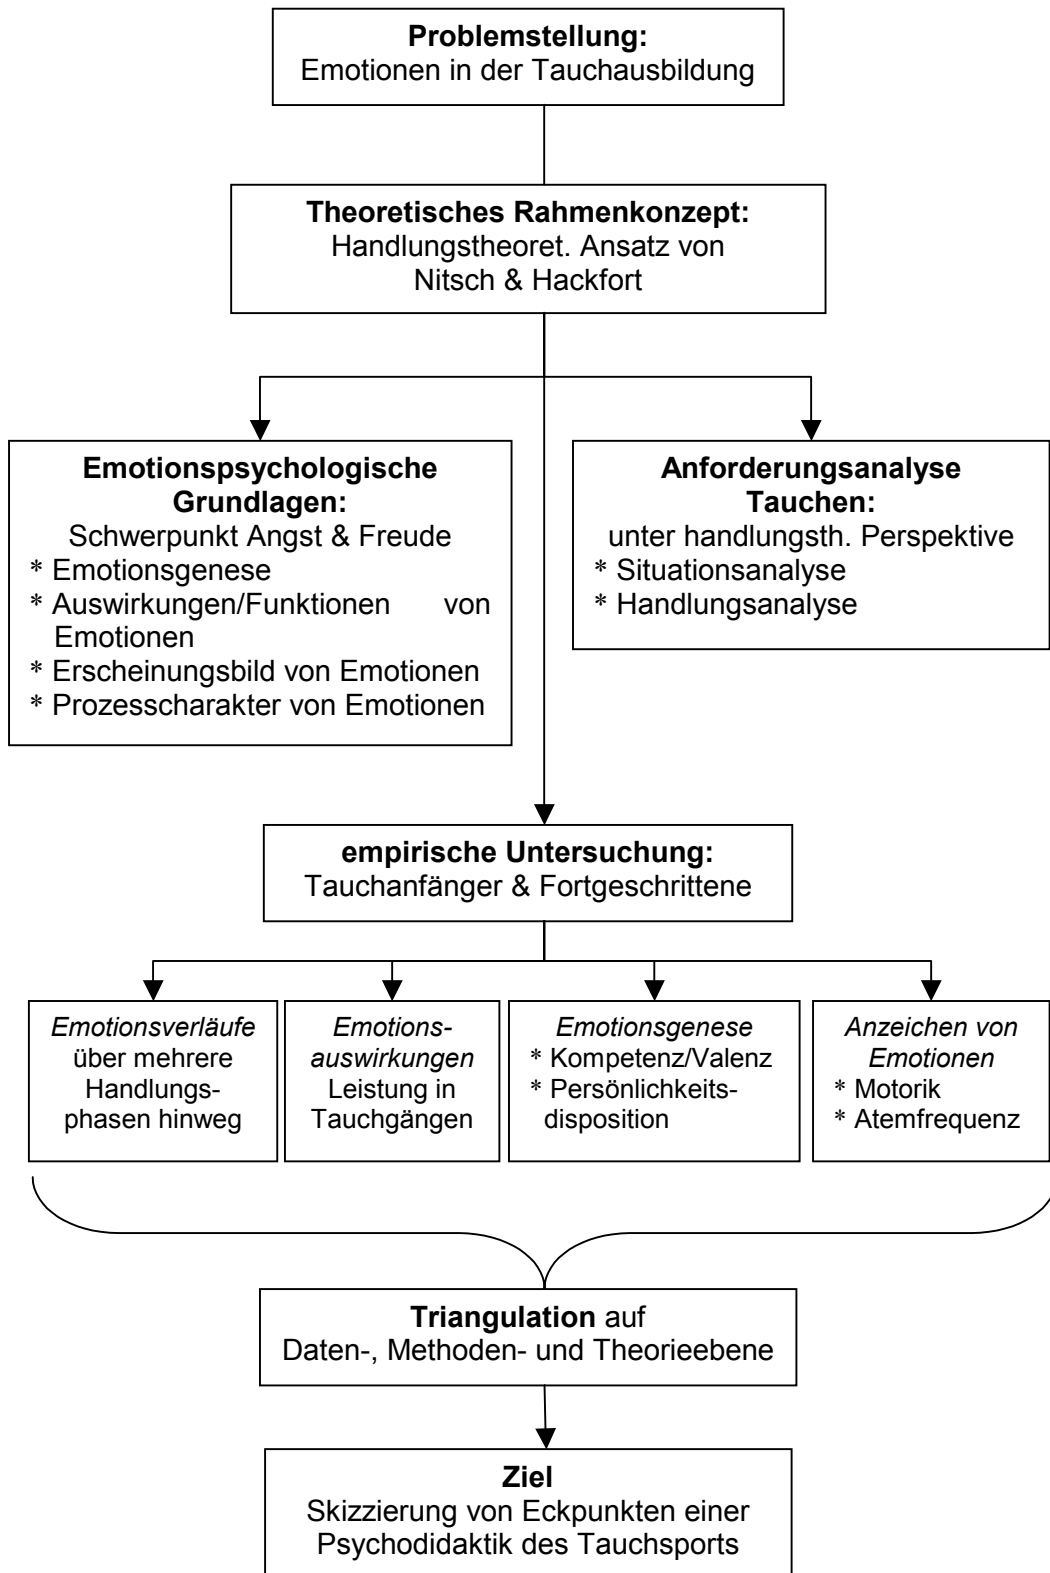 Problemstellung:
Emotionen in der Tauchausbildung
Theoretisches Rahmenkonzept:
Handlungstheoret. Ansatz von
Nitsch & Hackfort
Emotionspsychologische
Grundlagen:
Schwerpunkt Angst & Freude
* Emotionsgenese
* Auswirkungen/Funktionen von
Emotionen
* Erscheinungsbild von Emotionen
* Prozesscharakter von Emotionen
Anforderungsanalyse
Tauchen:
unter handlungsth. Perspektive
* Situationsanalyse
* Handlungsanalyse
empirische Untersuchung:
Tauchanfänger & Fortgeschrittene
Emotionsverläufe
über mehrere
Handlungs-
phasen hinweg
Emotions-
auswirkungen
Leistung in
Tauchgängen
Emotionsgenese
* Kompetenz/Valenz
* Persönlichkeits-
disposition
Anzeichen von
Emotionen
* Motorik
* Atemfrequenz
Triangulation auf
Daten-, Methoden- und Theorieebene
Ziel
Skizzierung von Eckpunkten einer
Psychodidaktik des Tauchsports